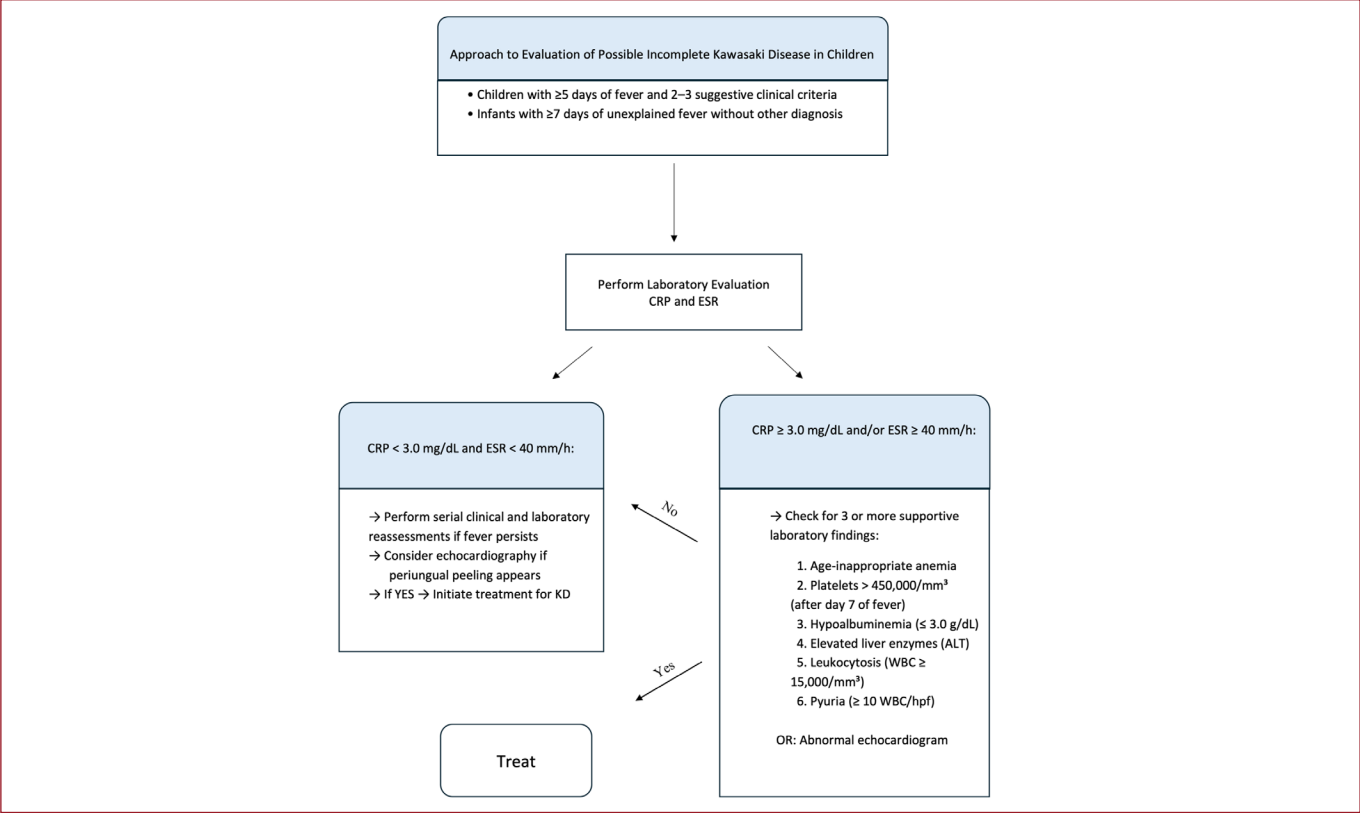 Approach to Evaluation of Possible Incomplete Kawasaki Disease in Children
• Children with ≥5 days of fever and 2–3 suggestive clinical criteria
• Infants with ≥7 days of unexplained fever without other diagnosis
Perform Laboratory Evaluation
CRP and ESR
CRP < 3.0 mg/dL and ESR < 40 mm/h:
→ Perform serial clinical and laboratory
reassessments if fever persists
→ Consider echocardiography if
periungual peeling appears
→ If YES → Initiate treatment for KD
CRP ≥ 3.0 mg/dL and/or ESR ≥ 40 mm/h:
→ Check for 3 or more supportive
laboratory findings:
1. Age-inappropriate anemia
2. Platelets > 450,000/mm³
(after day 7 of fever)
3. Hypoalbuminemia (≤ 3.0 g/dL)
4. Elevated liver enzymes (ALT)
5. Leukocytosis (WBC ≥
15,000/mm³)
6. Pyuria (≥ 10 WBC/hpf)
OR: Abnormal echocardiogram
No
Yes
Treat